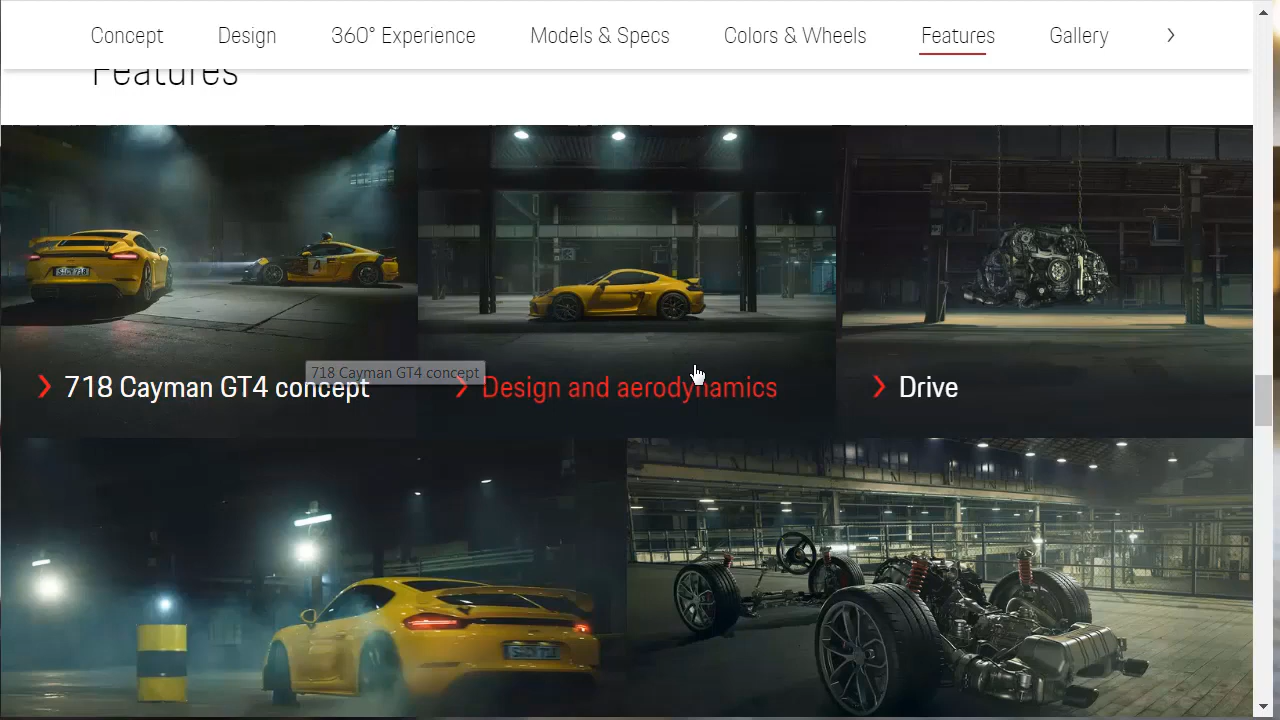 Concept Design 360° Experience Models & Specs Colors & Wheels Features Gallery
Features
718 Cayman GT4 concept
718 Cayman GT4 concept
Design and aerodynamics
Drive